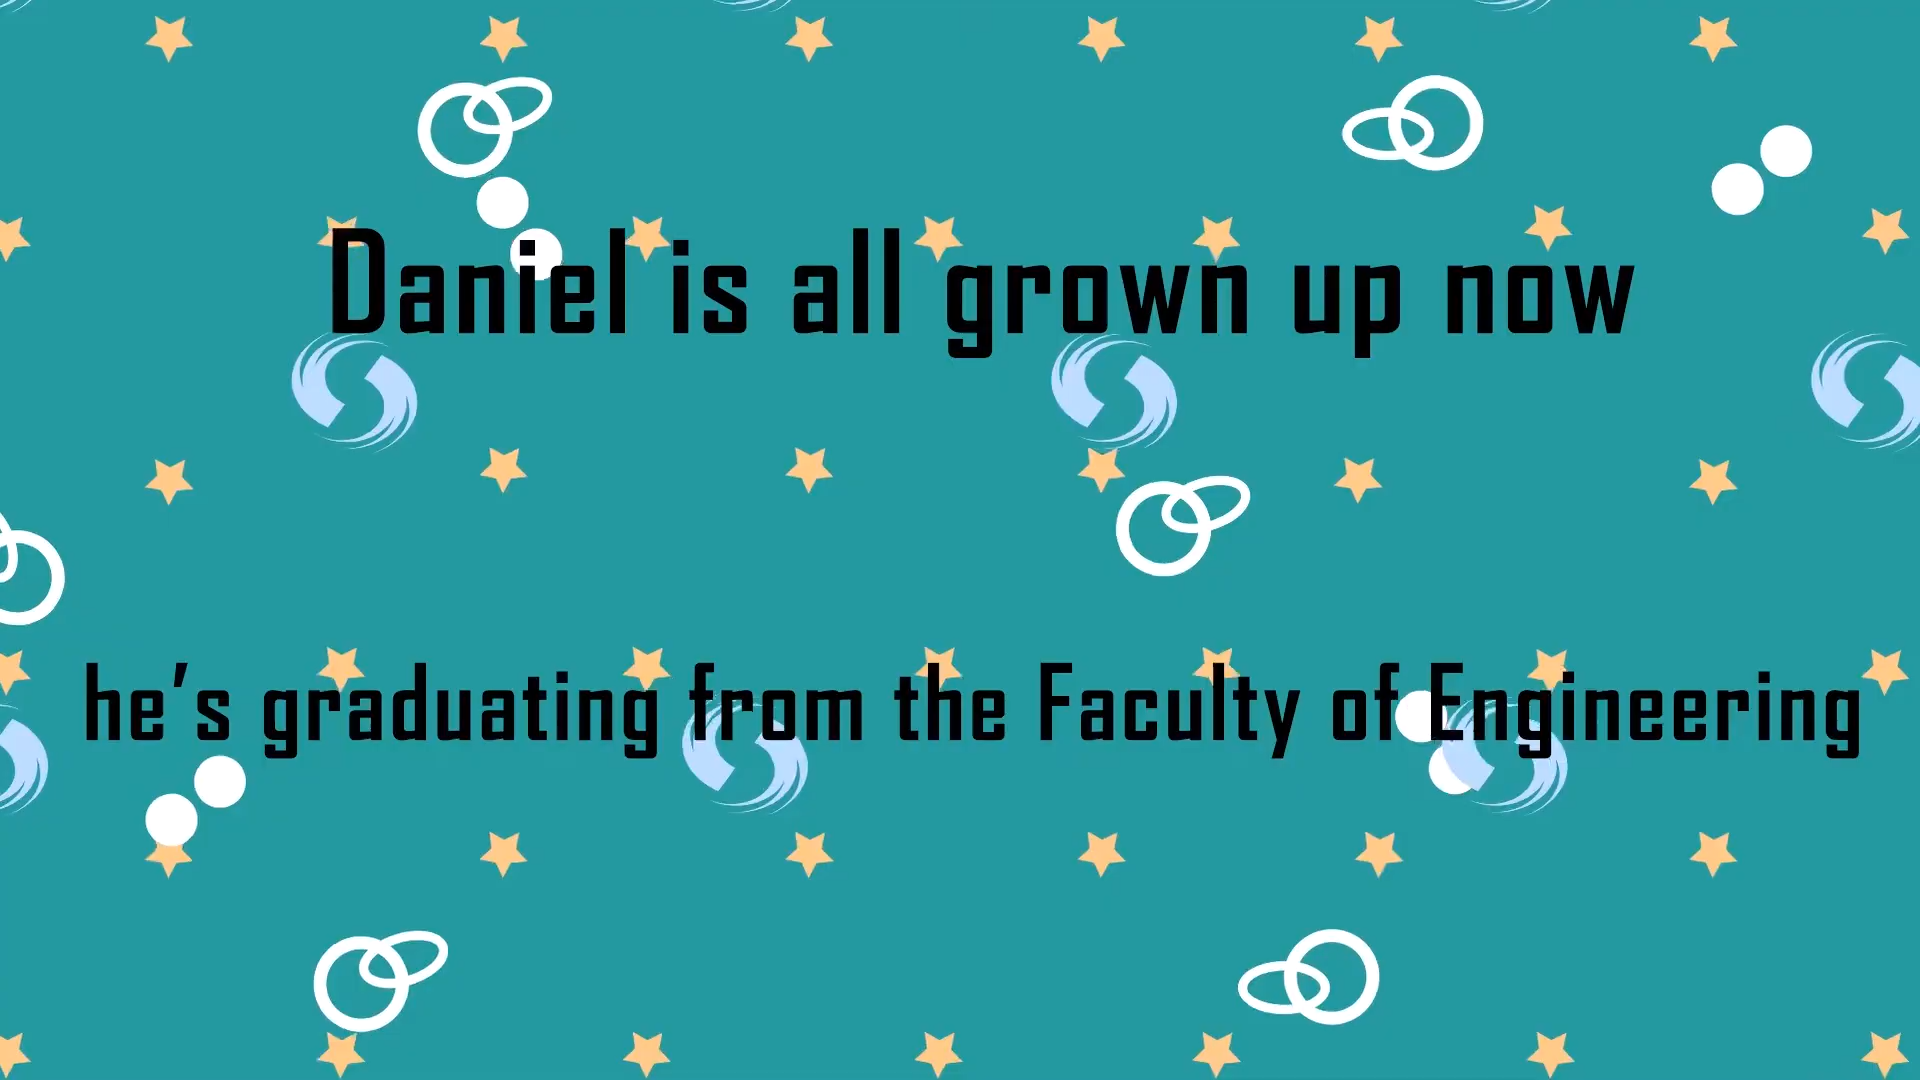 Daniel is all grown up now
he’s graduating from the Faculty of Engineering